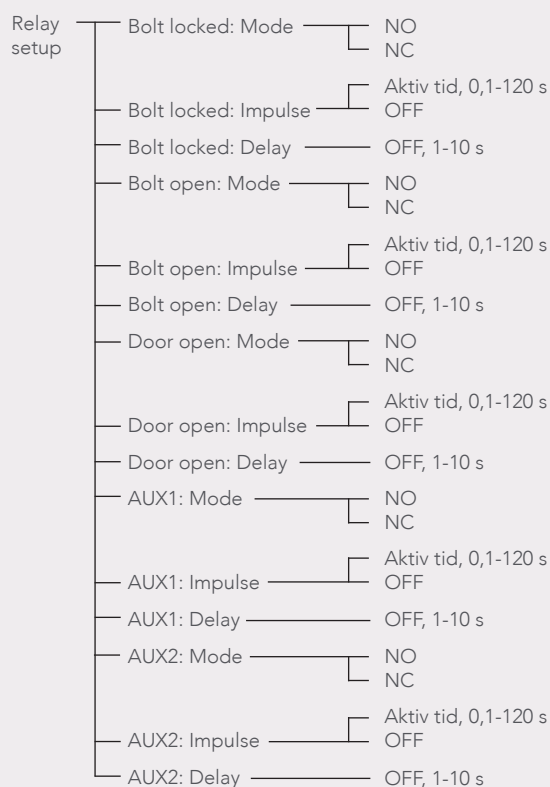 Relay setup
Bolt locked: Mode
NO
NC
Aktiv tid, 0,1-120 s
Bolt locked: Impulse
OFF
Bolt locked: Delay
OFF, 1-10 s
Bolt open: Mode
NO
NC
Aktiv tid, 0,1-120 s
Bolt open: Impulse
OFF
Bolt open: Delay
OFF, 1-10 s
Door open: Mode
NO
NC
Aktiv tid, 0,1-120 s
Door open: Impulse
OFF
Door open: Delay
OFF, 1-10 s
AUX1: Mode
NO
NC
Aktiv tid, 0,1-120 s
AUX1: Impulse
OFF
AUX1: Delay
OFF, 1-10 s
AUX2: Mode
NO
NC
Aktiv tid, 0,1-120 s
AUX2: Impulse
OFF
AUX2: Delay
OFF, 1-10 s